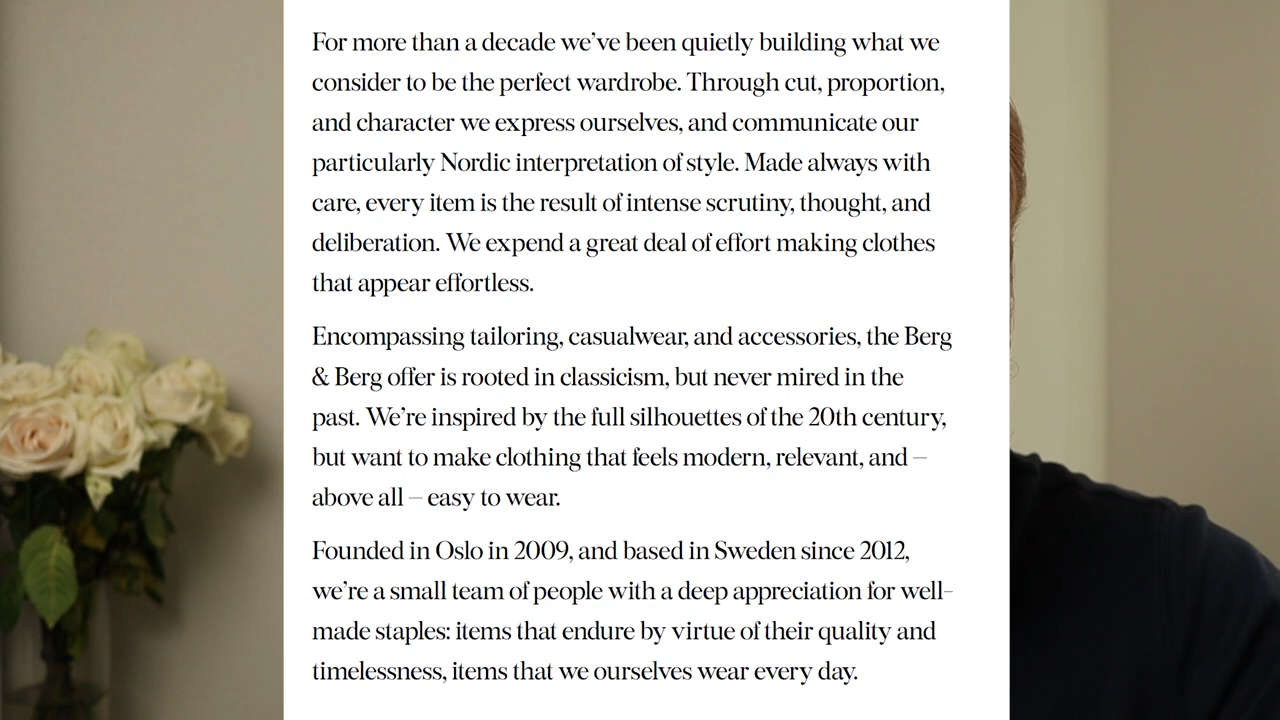 For more than a decade we’ve been quietly building what we
consider to be the perfect wardrobe. Through cut, proportion,
and character we express ourselves, and communicate our
particularly Nordic interpretation of style. Made always with
care, every item is the result of intense scrutiny, thought, and
deliberation. We expend a great deal of effort making clothes
that appear effortless.
Encompassing tailoring, casualwear, and accessories, the Berg
& Berg offer is rooted in classicism, but never mired in the
past. We’re inspired by the full silhouettes of the 20th century,
but want to make clothing that feels modern, relevant, and –
above all – easy to wear.
Founded in Oslo in 2009, and based in Sweden since 2012,
we’re a small team of people with a deep appreciation for well-
made staples: items that endure by virtue of their quality and
timelessness, items that we ourselves wear every day.